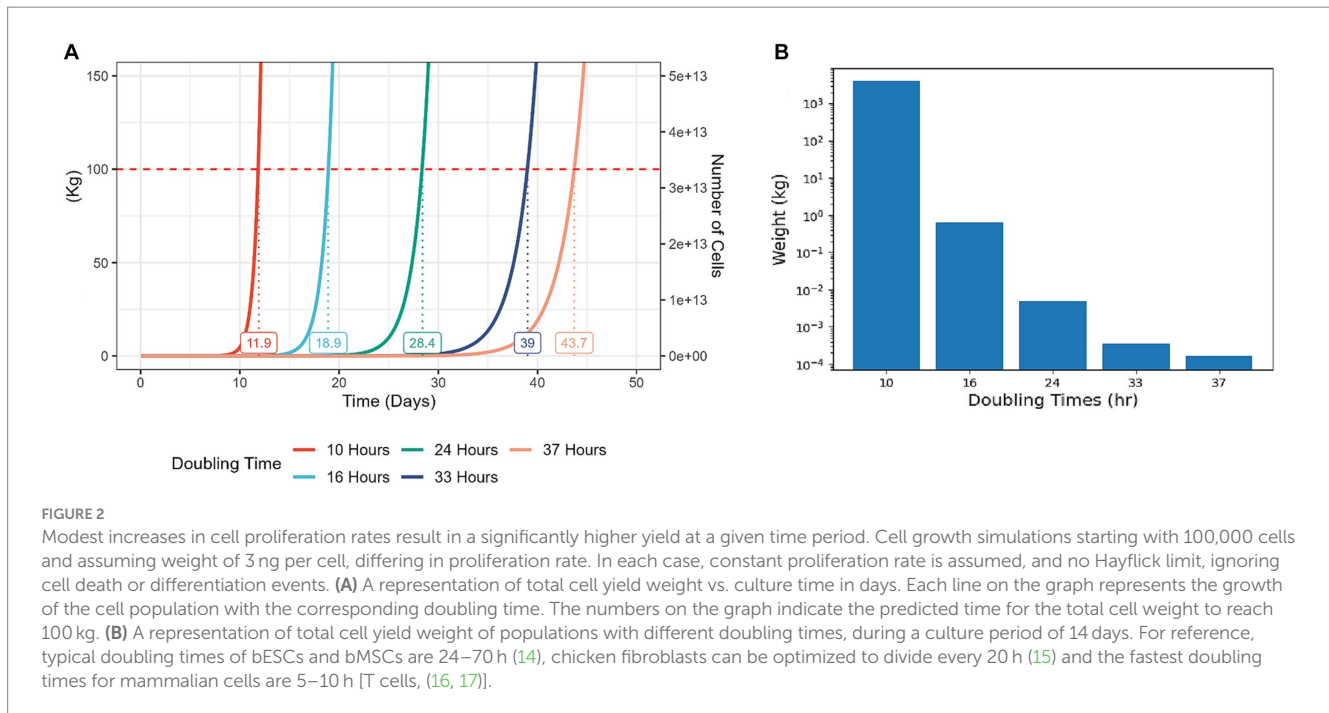 A
B
150
100
50
0
(Kg)
5e+13
4e+13
3e+13
2e+13
1e+13
0e+00
Number of Cells
11.9
18.9
28.4
39
43.7
0
10
20
30
40
50
Time (Days)
Doubling Time
10 Hours
24 Hours
37 Hours
16 Hours
33 Hours
10³
10²
10¹
10⁰
10⁻¹
10⁻²
10⁻³
10⁻⁴
Weight (kg)
10
16
24
33
37
Doubling Times (hr)
FIGURE 2
Modest increases in cell proliferation rates result in a significantly higher yield at a given time period. Cell growth simulations starting with 100,000 cells
and assuming weight of 3 ng per cell, differing in proliferation rate. In each case, constant proliferation rate is assumed, and no Hayflick limit, ignoring
cell death or differentiation events. (A) A representation of total cell yield weight vs. culture time in days. Each line on the graph represents the growth
of the cell population with the corresponding doubling time. The numbers on the graph indicate the predicted time for the total cell weight to reach
100 kg. (B) A representation of total cell yield weight of populations with different doubling times, during a culture period of 14 days. For reference,
typical doubling times of bESCs and bMSCs are 24–70 h (14), chicken fibroblasts can be optimized to divide every 20 h (15) and the fastest doubling
times for mammalian cells are 5–10 h [T cells, (16, 17)].